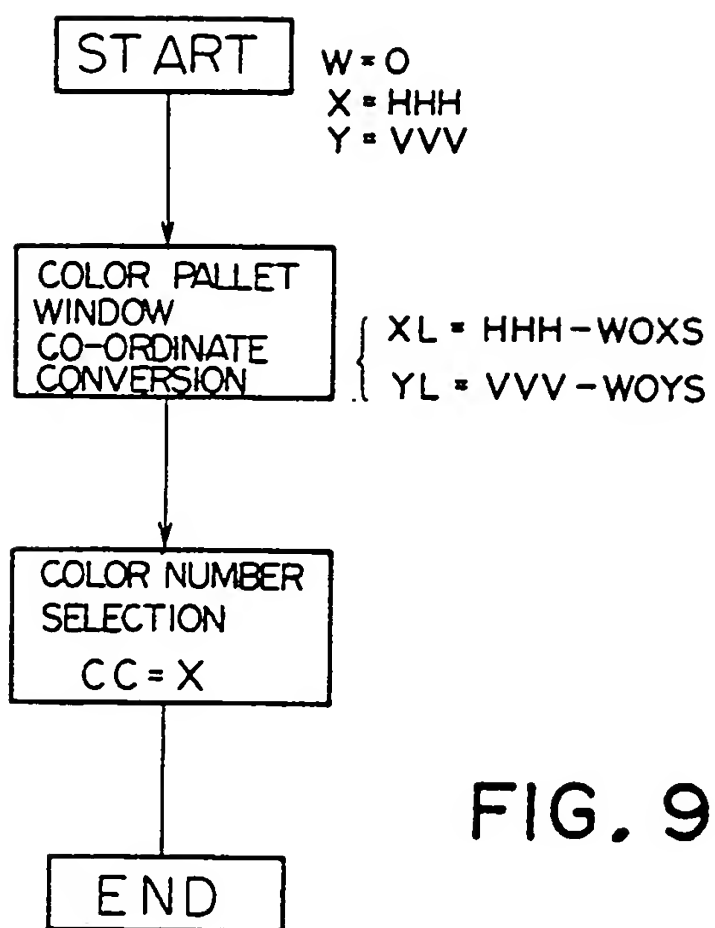 START
W = 0
X = HHH
Y = VVV
COLOR PALLET
WINDOW
CO-ORDINATE
CONVERSION
XL = HHH-WOXS
YL = VVV-WOYS
COLOR NUMBER
SELECTION
CC = X
END
FIG. 9